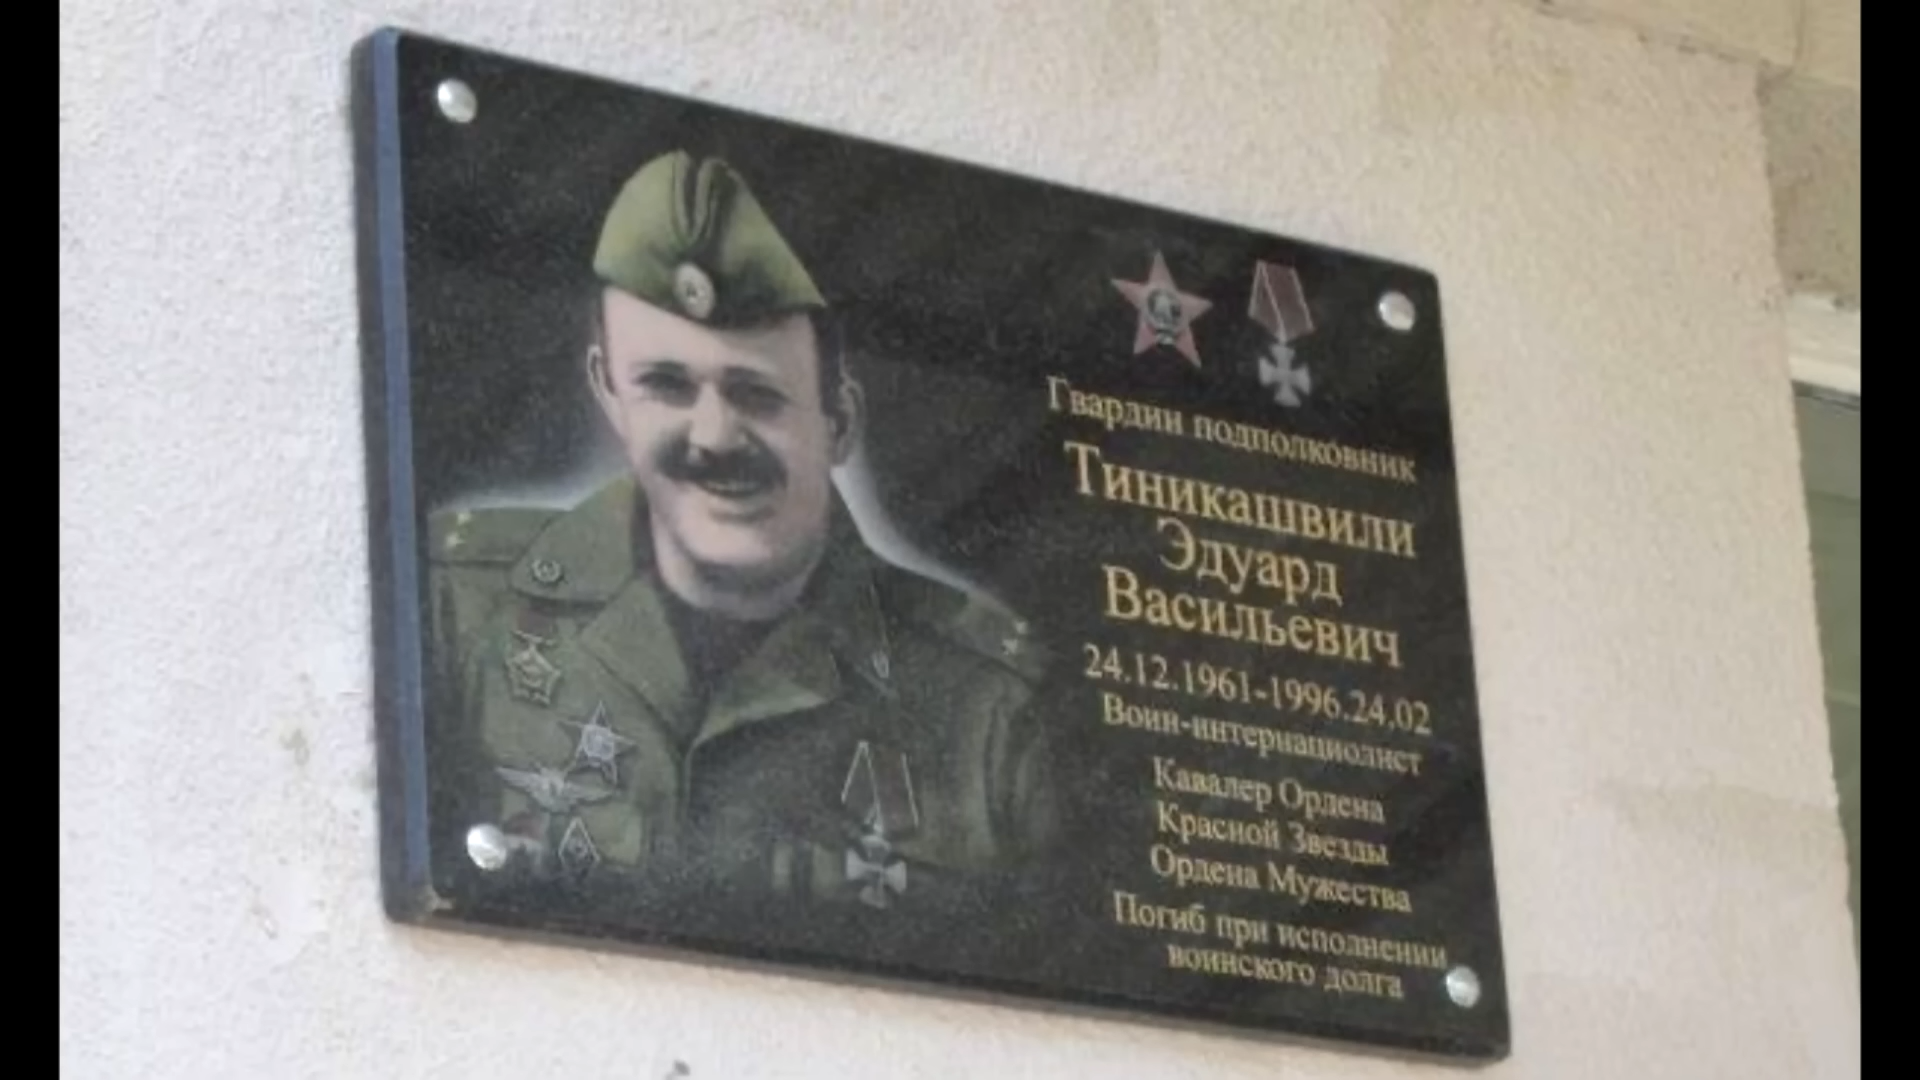 Гвардии подполковник
Тиникашвили
Эдуард
Васильевич
24.12.1961-1996.24.02
Воин-интернациолист
Кавалер Ордена
Красной Звезды
Ордена Мужества
Погиб при исполнении
воинского долга